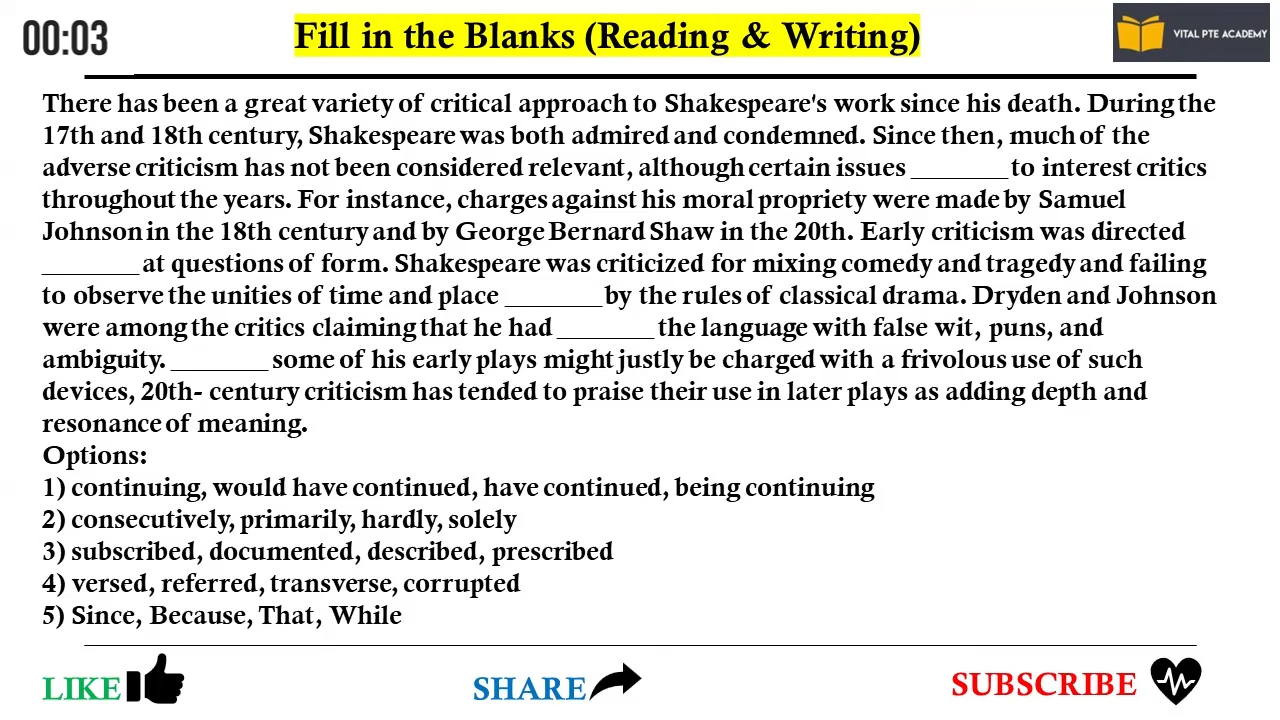 00:03
Fill in the Blanks (Reading & Writing)
VITAL PTE ACADEMY
There has been a great variety of critical approach to Shakespeare's work since his death. During the
17th and 18th century, Shakespeare was both admired and condemned. Since then, much of the
adverse criticism has not been considered relevant, although certain issues _______ to interest critics
throughout the years. For instance, charges against his moral propriety were made by Samuel
Johnson in the 18th century and by George Bernard Shaw in the 20th. Early criticism was directed
_______ at questions of form. Shakespeare was criticized for mixing comedy and tragedy and failing
to observe the unities of time and place _______ by the rules of classical drama. Dryden and Johnson
were among the critics claiming that he had _______ the language with false wit, puns, and
ambiguity. _______ some of his early plays might justly be charged with a frivolous use of such
devices, 20th- century criticism has tended to praise their use in later plays as adding depth and
resonance of meaning.
Options:
1) continuing, would have continued, have continued, being continuing
2) consecutively, primarily, hardly, solely
3) subscribed, documented, described, prescribed
4) versed, referred, transverse, corrupted
5) Since, Because, That, While
LIKE
SHARE
SUBSCRIBE